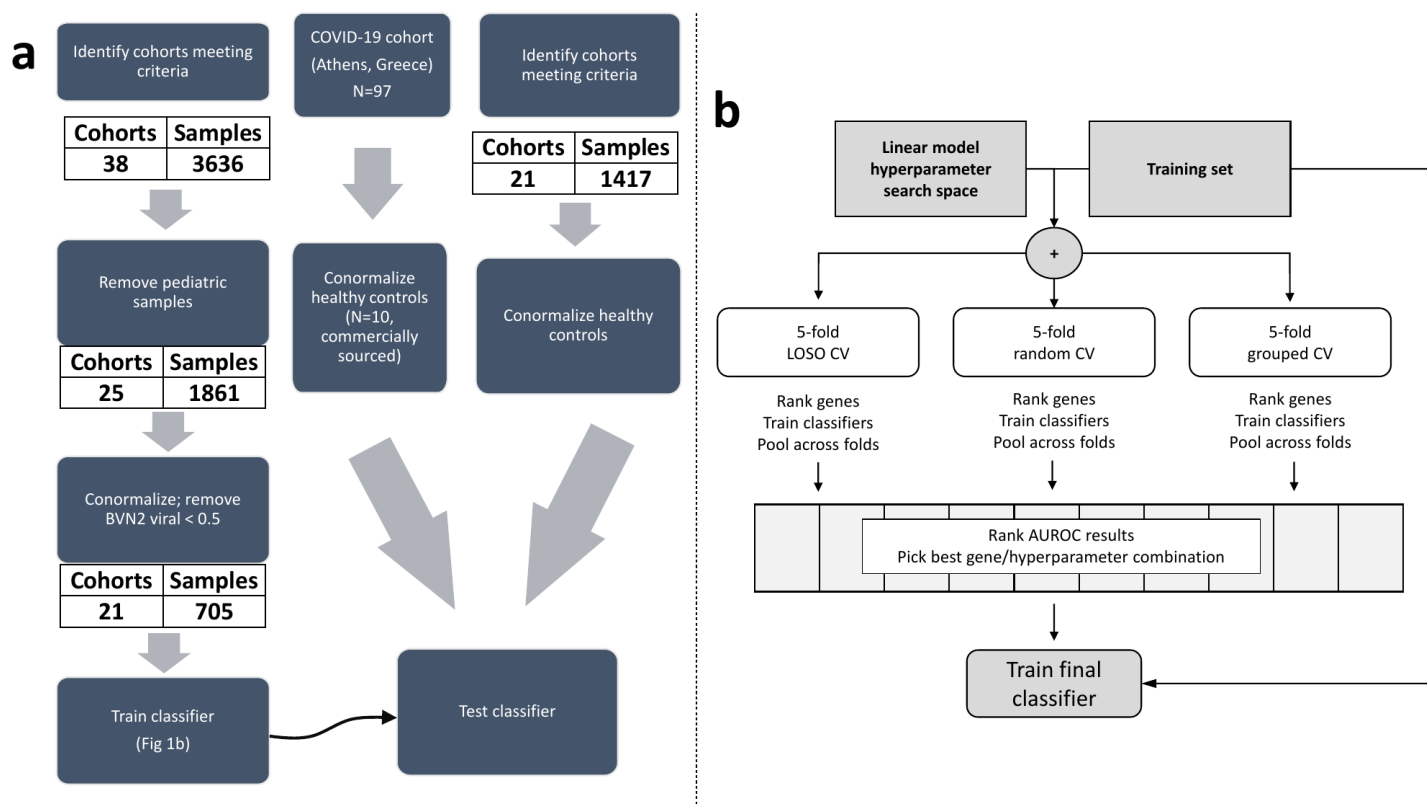 a
Identify cohorts meeting
criteria
Cohorts Samples
38 3636
Remove pediatric
samples
Cohorts Samples
25 1861
Conormalize; remove
BVN2 viral < 0.5
Cohorts Samples
21 705
Train classifier
(Fig 1b)
COVID-19 cohort
(Athens, Greece)
N=97
Conormalize
healthy controls
(N=10,
commercially
sourced)
Identify cohorts
meeting criteria
Cohorts Samples
21 1417
Conormalize healthy
controls
Test classifier
b
Linear model
hyperparameter
search space
Training set
+
5-fold
LOSO CV
Rank genes
Train classifiers
Pool across folds
5-fold
random CV
Rank genes
Train classifiers
Pool across folds
5-fold
grouped CV
Rank genes
Train classifiers
Pool across folds
Rank AUROC results
Pick best gene/hyperparameter combination
Train final
classifier